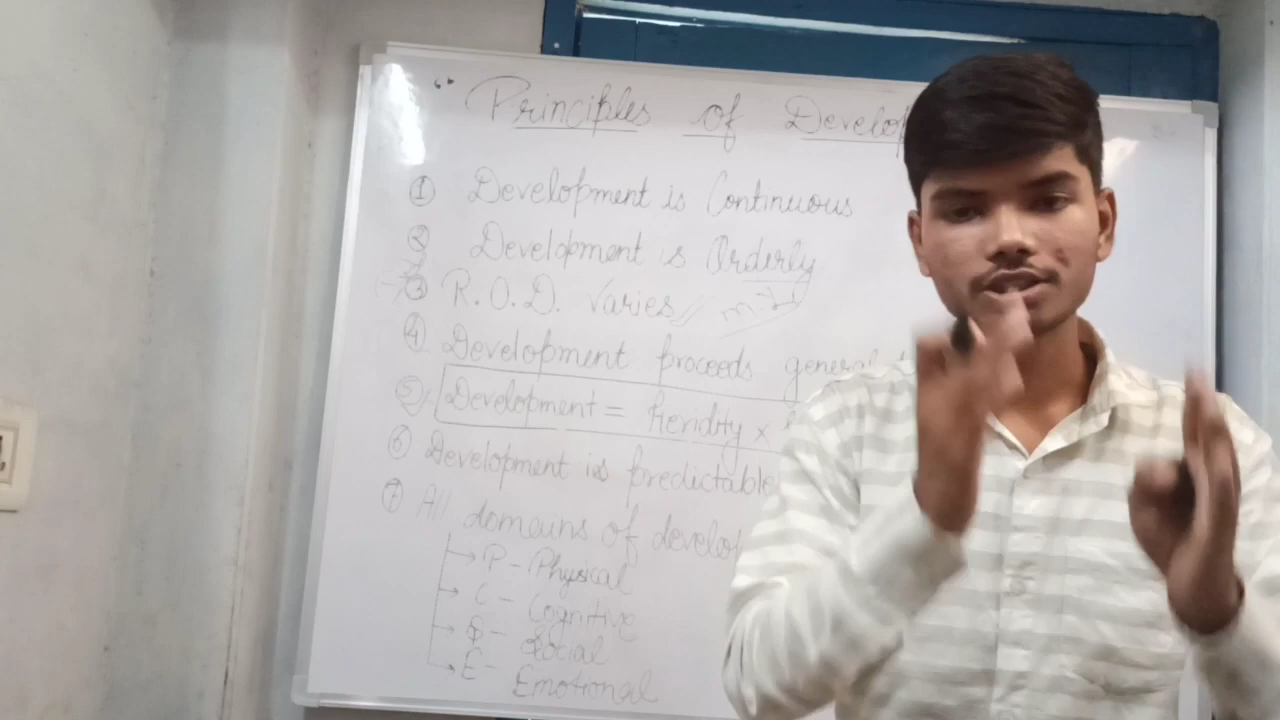 Principles of Develop
① Development is Continuous
② Development is Orderly
③ R.O.D. varies
④ Development proceeds general
⑤ Development = Heridity ×
⑥ Development is predictable
⑦ All domains of develop
P - Physical
C - Cognitive
S - Social
E - Emotional